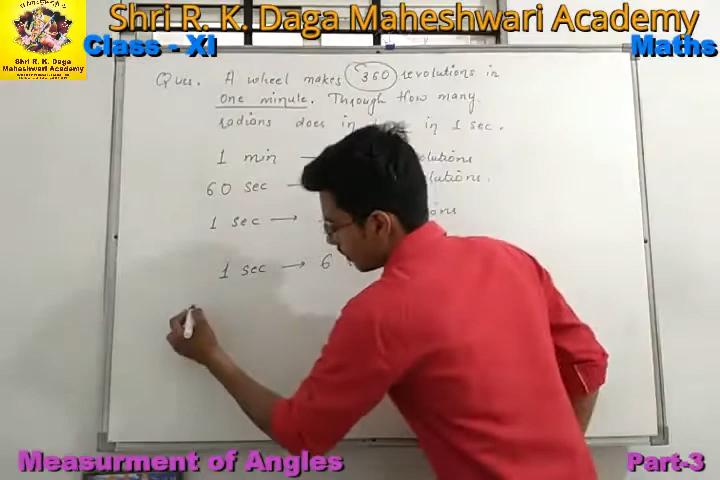 Shri R. K. Daga Maheshwari Academy
Class - XI
Maths
Shri R. K. Daga
Maheshwari Academy
Ques. A wheel makes 360 revolutions in
one minute. Through How many
radians does in in 1 sec.
1 min
60 sec →
1 sec →
1 sec → 6
Measurment of Angles
Part-3